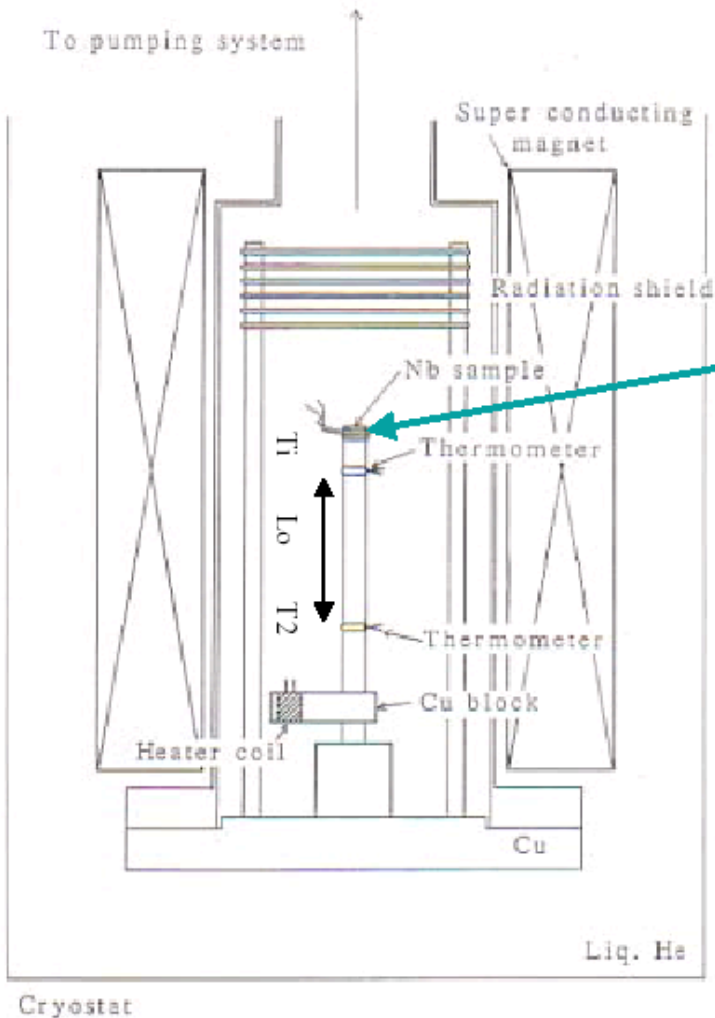 To pumping system
Super conducting
magnet
Radiation shield
Nb sample
Ti
Thermometer
Lo
T2
Thermometer
Cu block
Heater coil
Cu
Liq. He
Cryostat